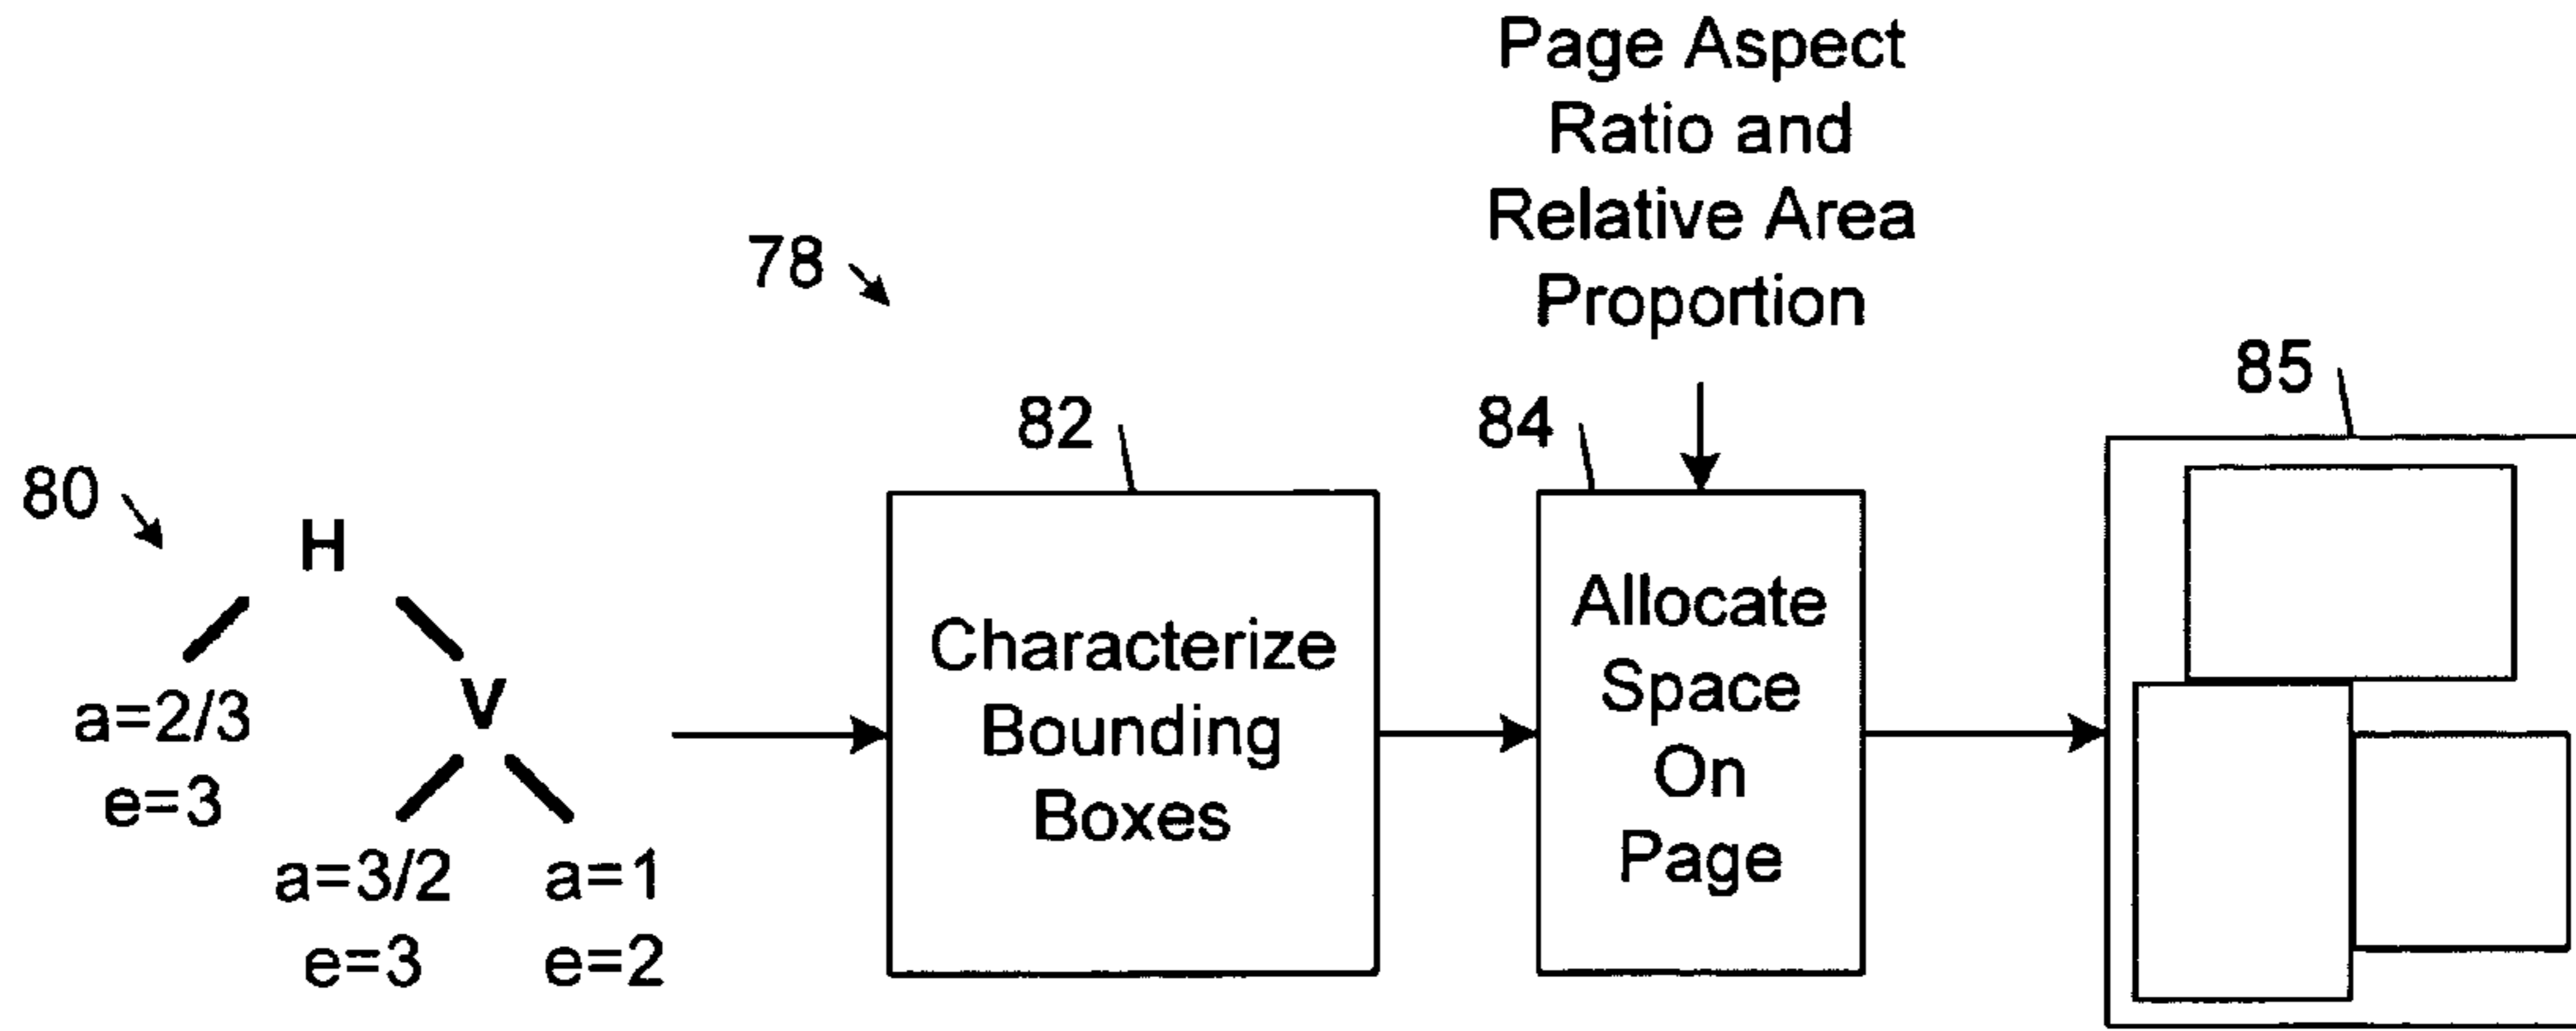 Page Aspect
Ratio and
Relative Area
Proportion
78
85
82
84
80
H
a=2/3
e=3
V
a=3/2
e=3
a=1
e=2
Characterize
Bounding
Boxes
Allocate
Space
On
Page